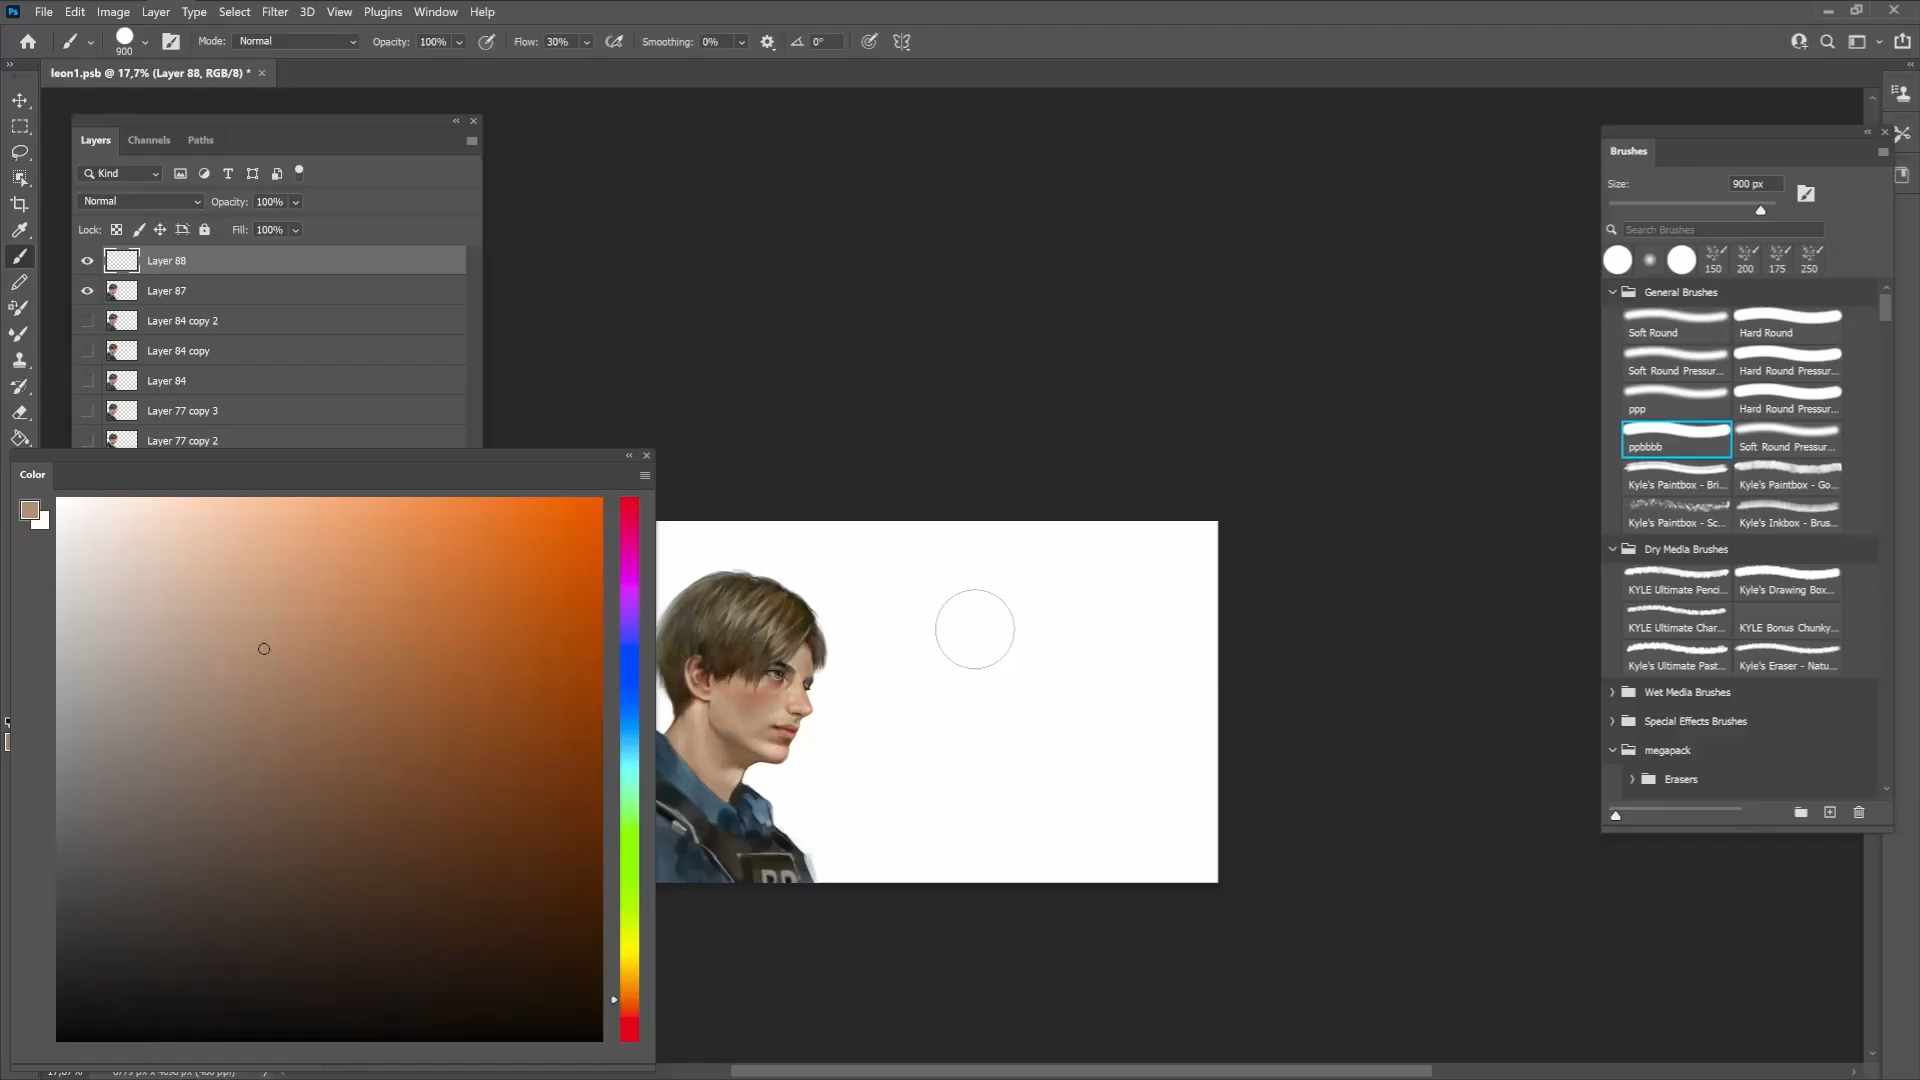 Ps File Edit Image Layer Type Select Filter 3D View Plugins Window Help
900 Mode: Normal Opacity: 100% Flow: 30% Smoothing: 0% 0°
leon1.psb @ 17,7% (Layer 88, RGB/8) *
Layers Channels Paths
Kind
Normal Opacity: 100%
Lock: Fill: 100%
Layer 88
Layer 87
Layer 84 copy 2
Layer 84 copy
Layer 84
Layer 77 copy 3
Layer 77 copy 2
Color
Brushes
Size: 900 px
Search Brushes
150 200 175 250
General Brushes
Soft Round Hard Round
Soft Round Pressur... Hard Round Pressur...
ppp Hard Round Pressur...
ppbbbb Soft Round Pressur...
Kyle's Paintbox - Bri... Kyle's Paintbox - Go...
Kyle's Paintbox - Sc... Kyle's Inkbox - Brus...
Dry Media Brushes
KYLE Ultimate Penci... Kyle's Drawing Box...
KYLE Ultimate Char... KYLE Bonus Chunky...
Kyle's Ultimate Past... Kyle's Eraser - Natu...
Wet Media Brushes
Special Effects Brushes
megapack
Erasers